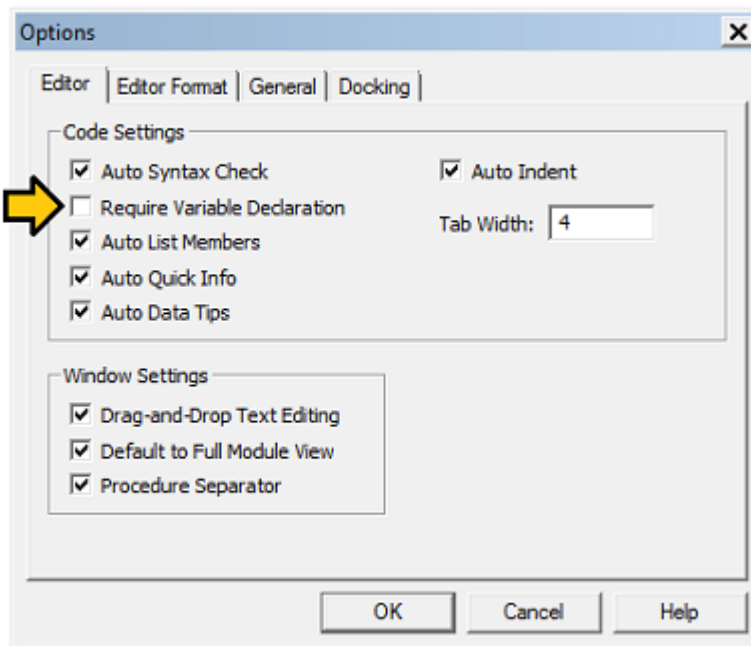 Options
Editor Editor Format General Docking
Code Settings
Auto Syntax Check Auto Indent
Require Variable Declaration
Tab Width: 4
Auto List Members
Auto Quick Info
Auto Data Tips
Window Settings
Drag-and-Drop Text Editing
Default to Full Module View
Procedure Separator
OK Cancel Help